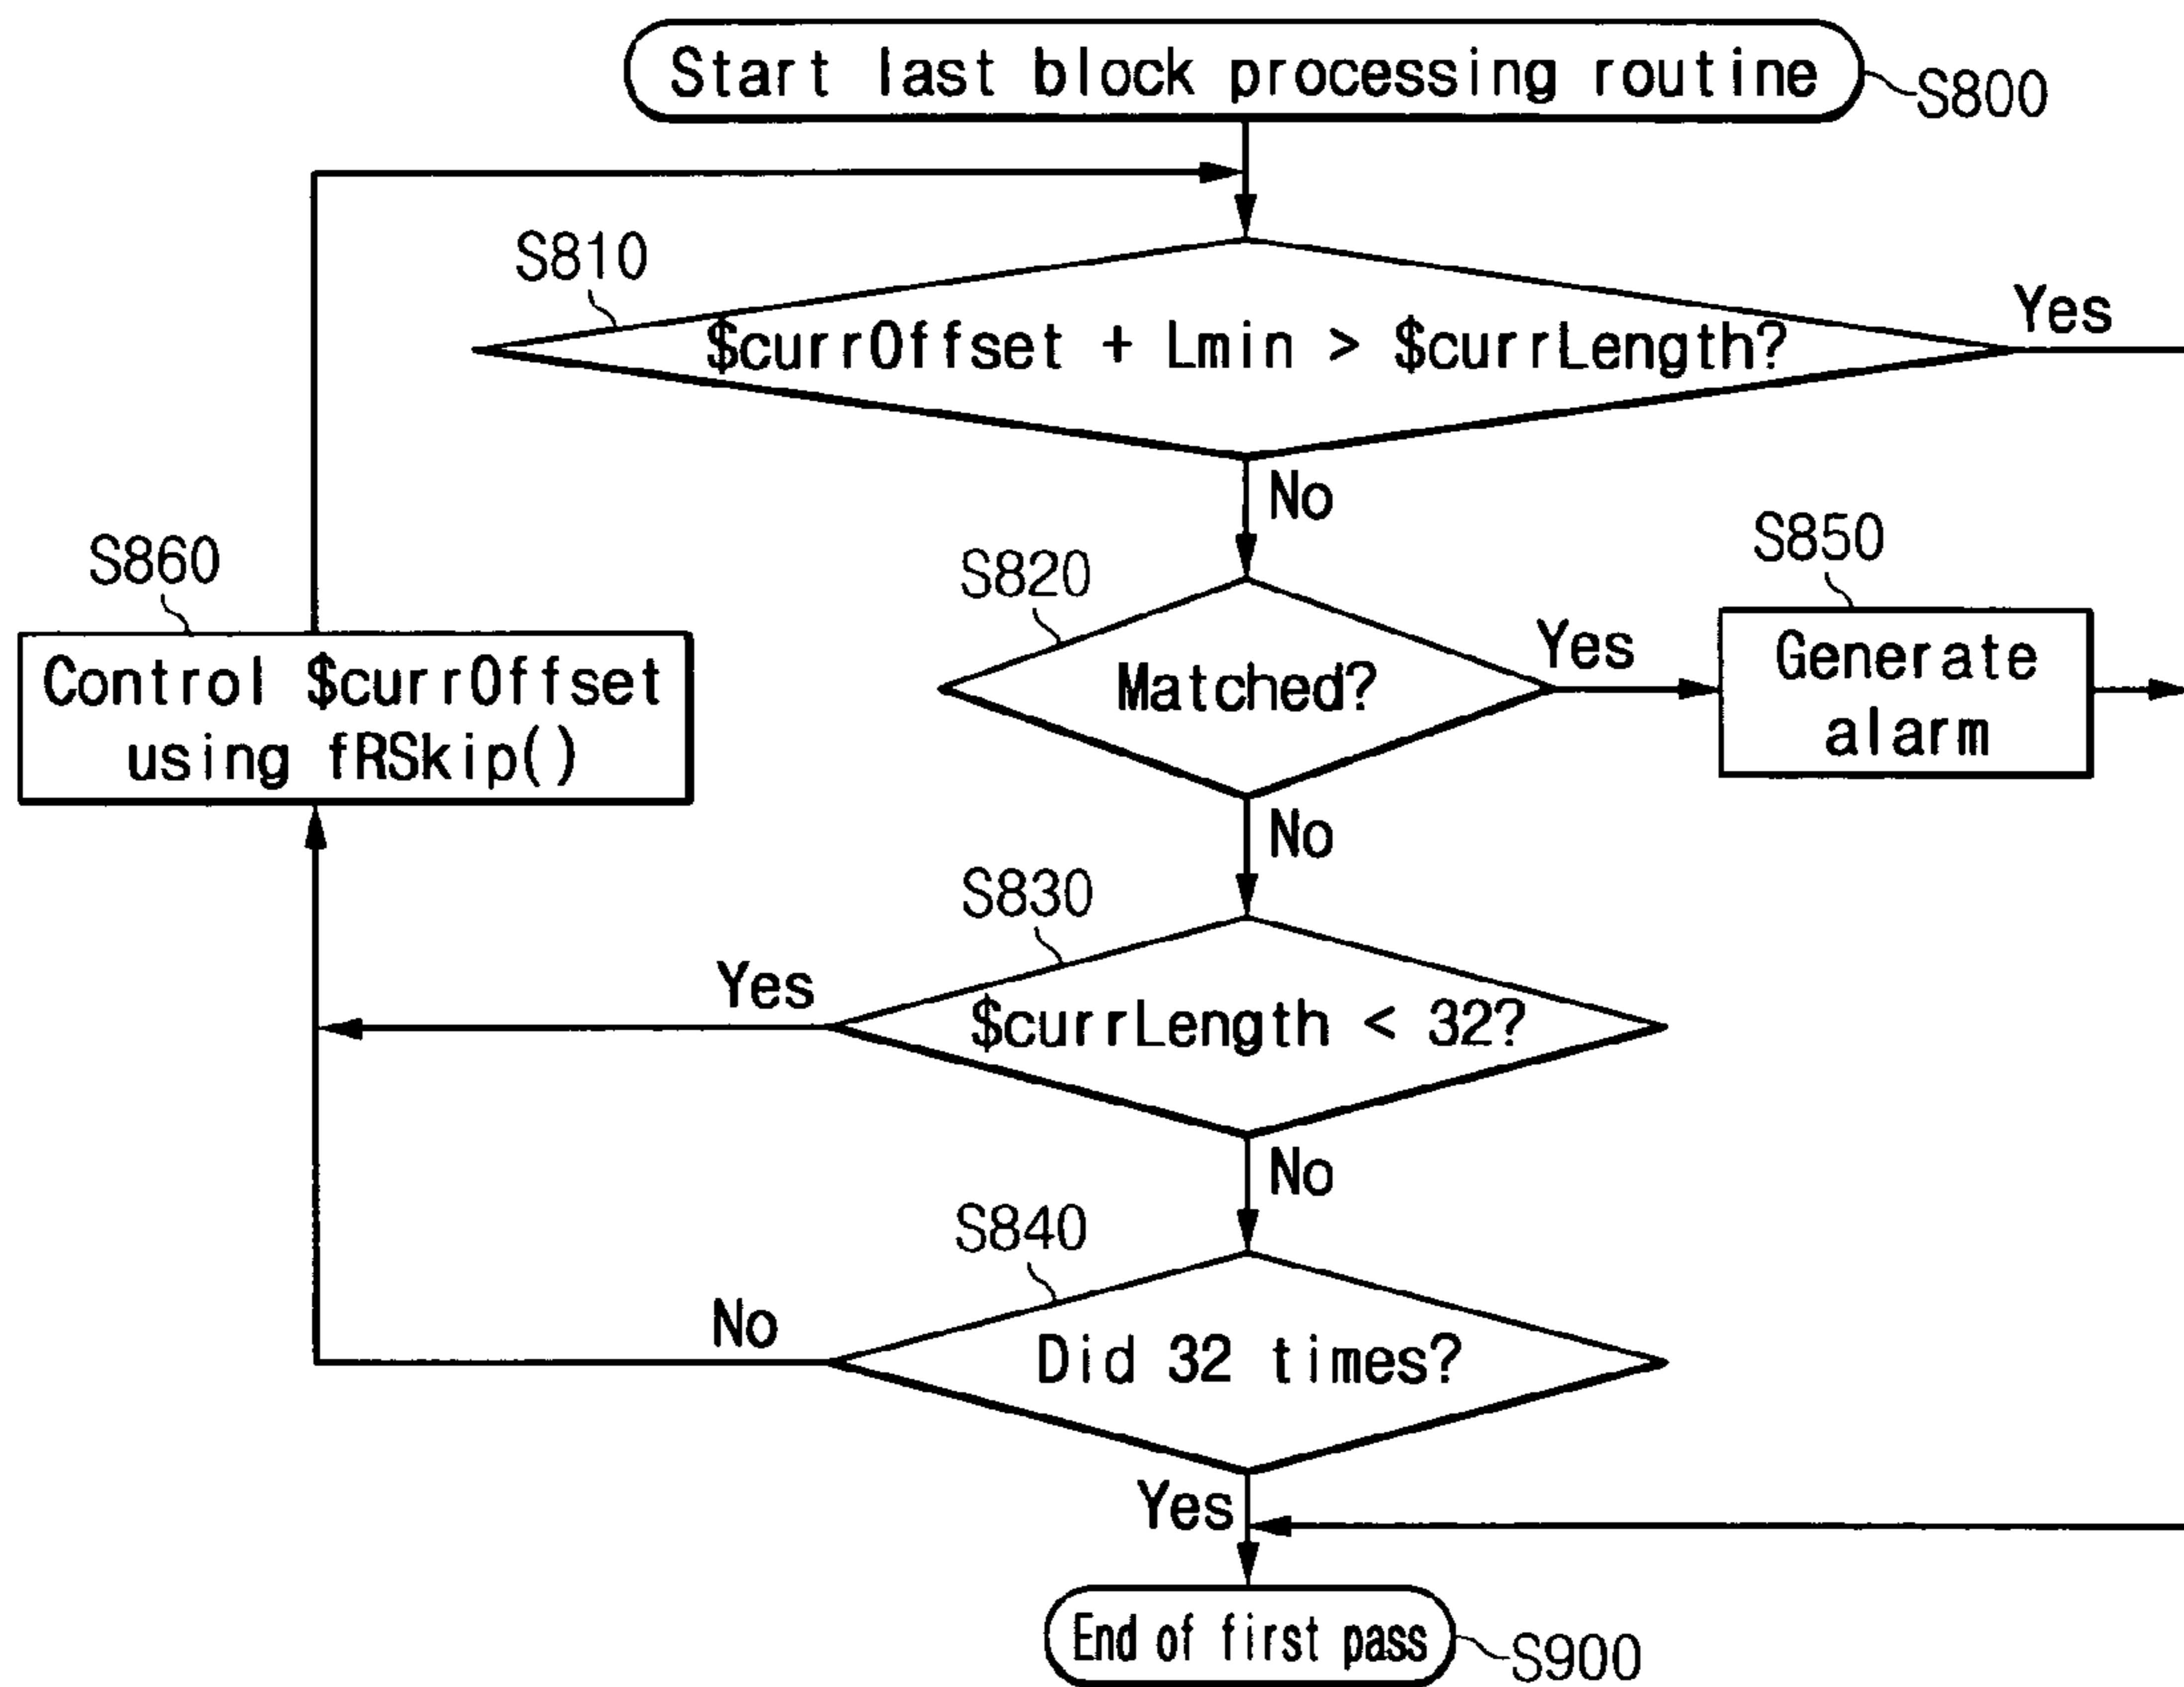 Start last block processing routine
S800
S810
$currOffset + Lmin > $currLength?
Yes
No
S860
Control $currOffset
using fRSkip()
S820
Matched?
Yes
S850
Generate
alarm
No
S830
Yes
$currLength < 32?
No
S840
No
Did 32 times?
Yes
End of first pass
S900